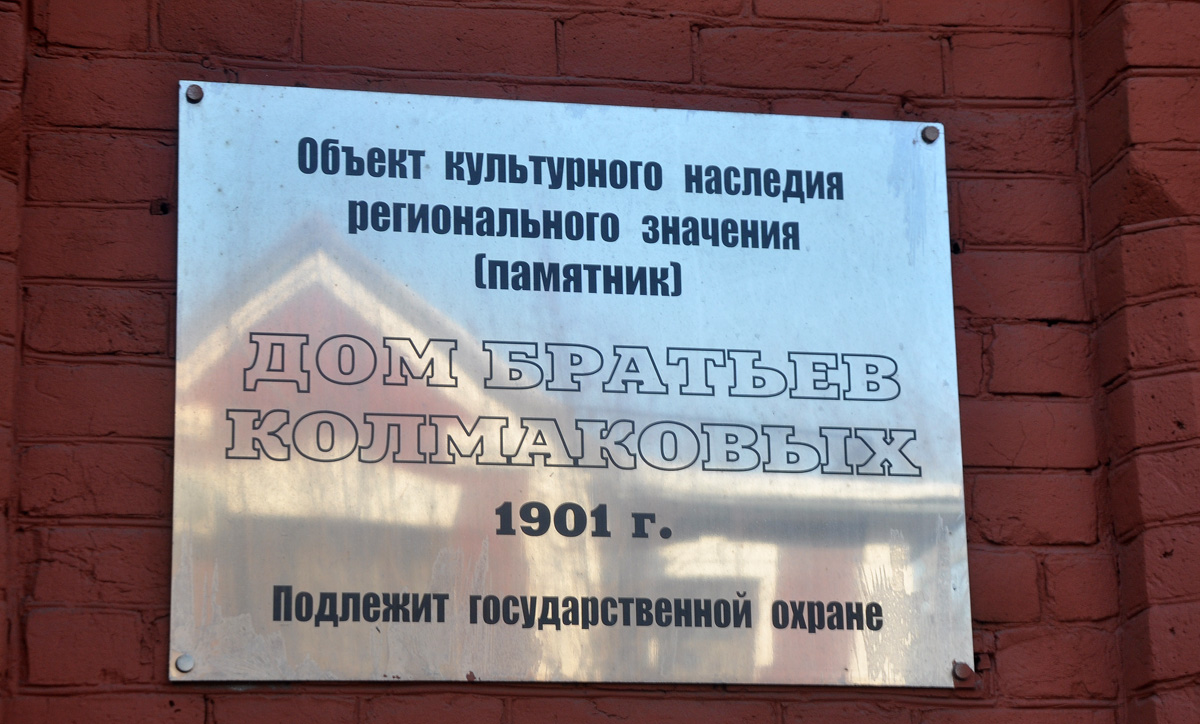 Объект культурного наследия
регионального значения
(памятник)
ДОМ БРАТЬЕВ
КОЛМАКОВЫХ
1901 г.
Подлежит государственной охране